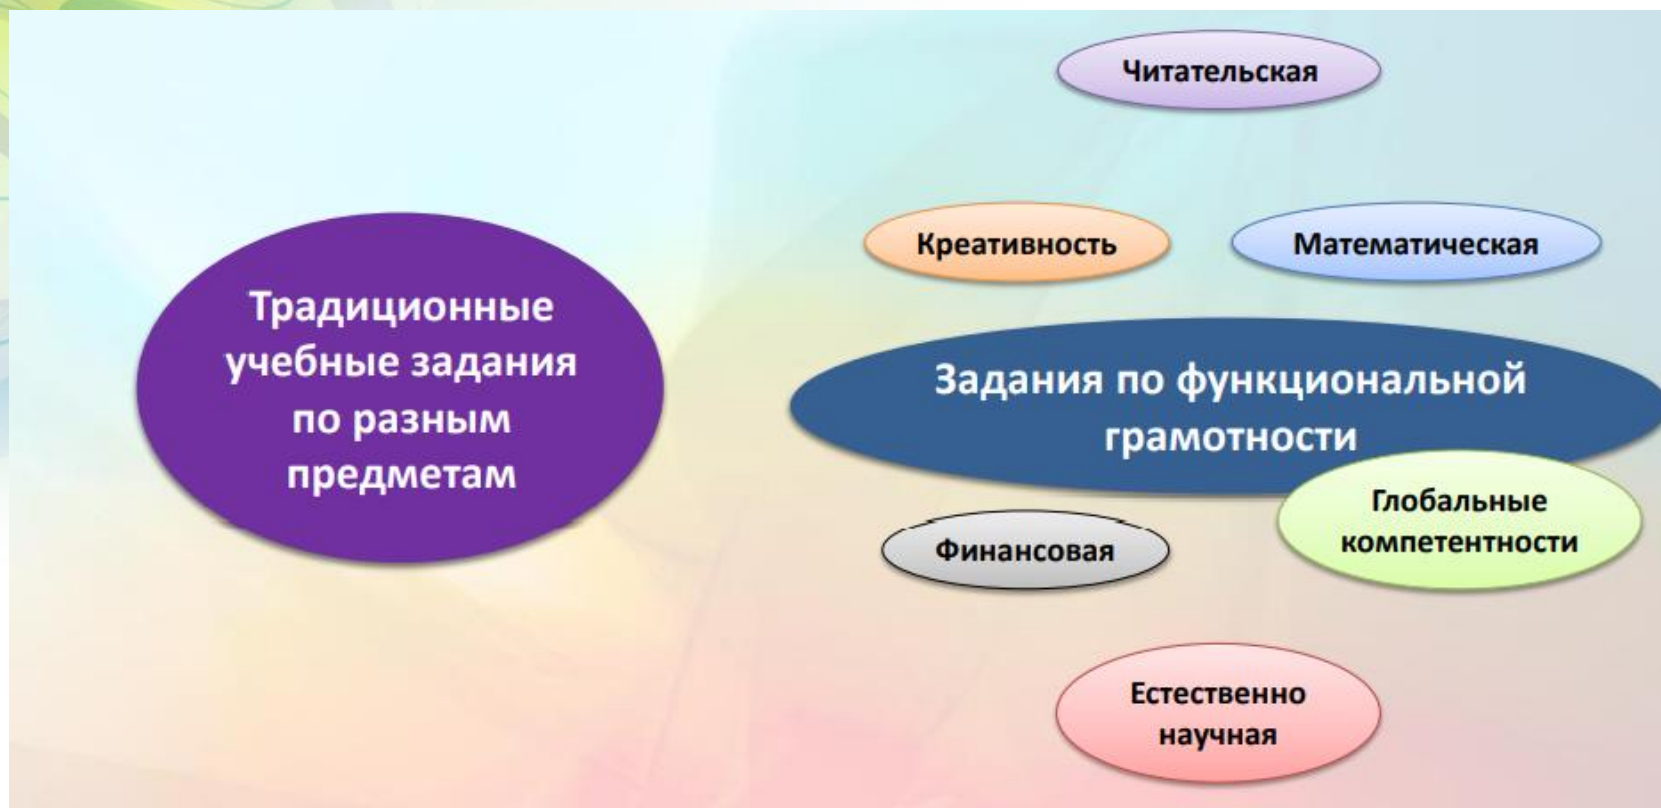 Читательская
Креативность
Математическая
Традиционные
учебные задания
по разным
предметам
Задания по функциональной
грамотности
Глобальные
компетентности
Финансовая
Естественно
научная